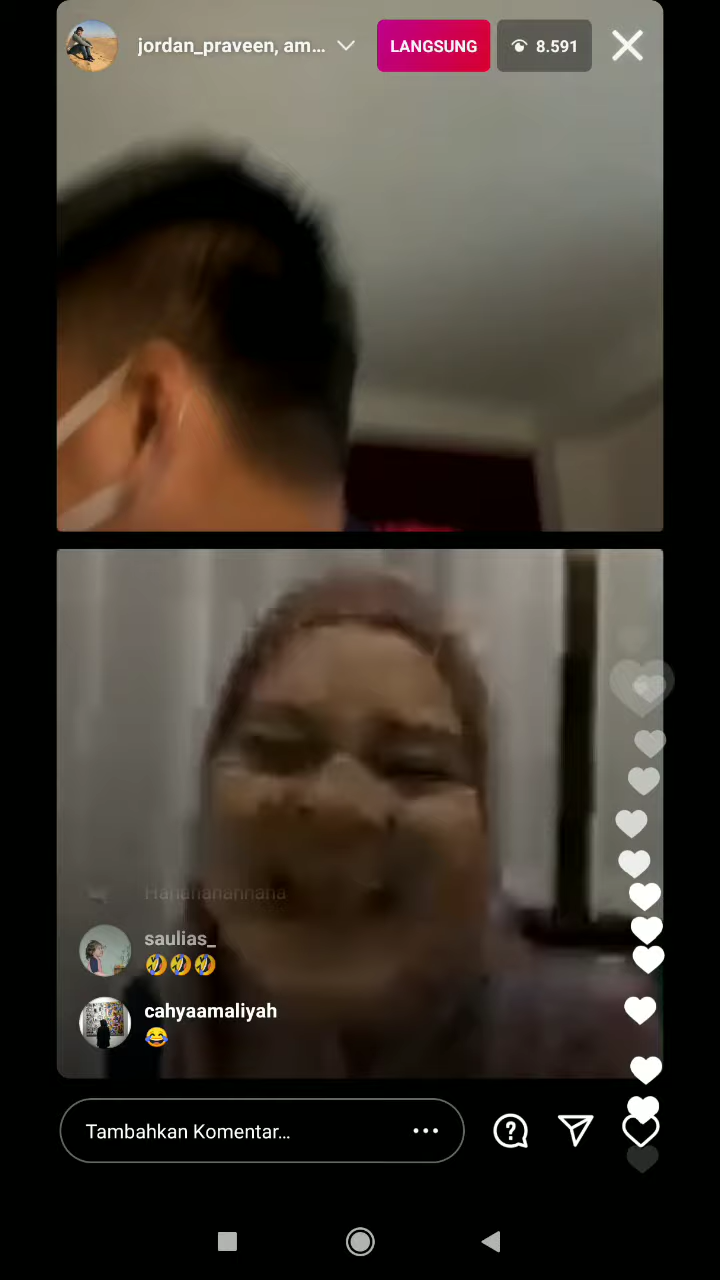 jordan_praveen, am... LANGSUNG 8.591
Hahahahahhaha
saulias_
🤣🤣🤣
cahyaamaliyah
😂
Tambahkan Komentar...